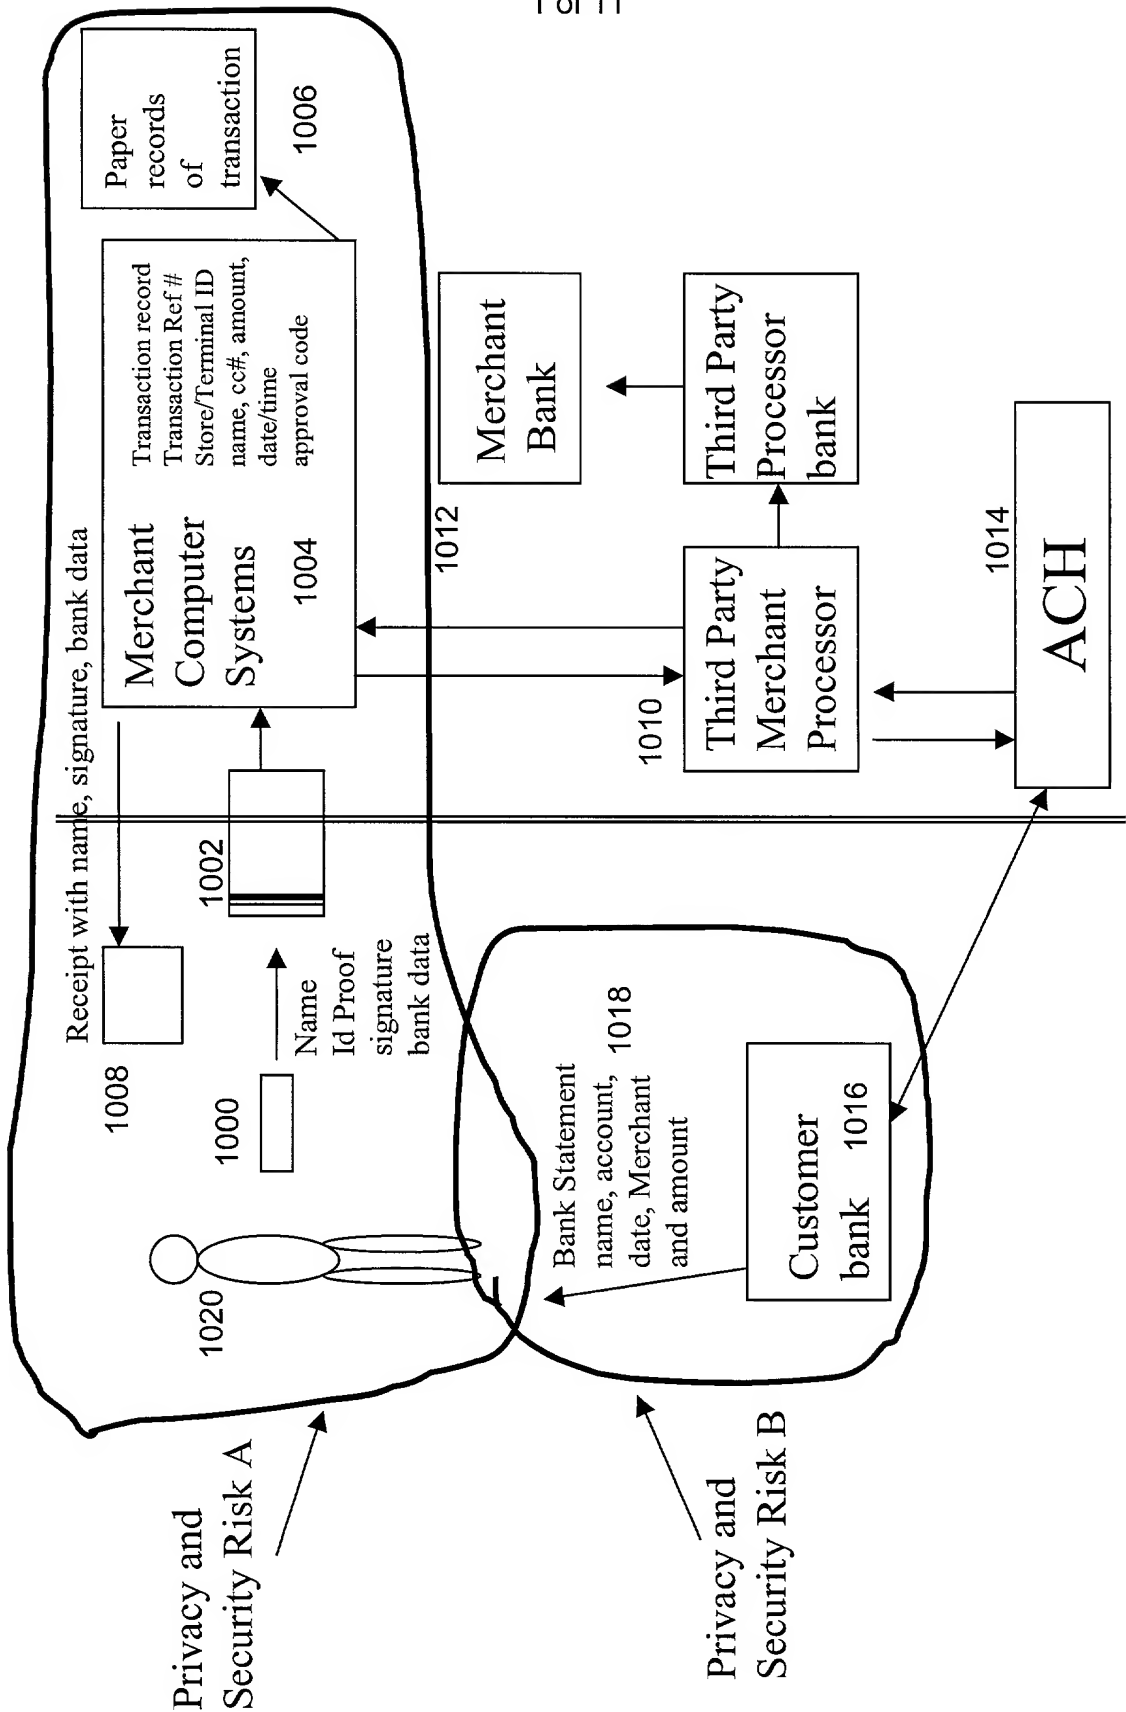 1 of 11
Receipt with name, signature, bank data
1008
Paper
records
of
transaction
1006
Merchant
Computer
Systems
1004
Transaction record
Transaction Ref #
Store/Terminal ID
name, cc#, amount,
date/time
approval code
1002
1000
Name
Id Proof
signature
bank data
1020
Privacy and
Security Risk A
1012
Merchant
Bank
1010
Third Party
Merchant
Processor
Third Party
Processor
bank
Bank Statement
name, account,
date, Merchant
and amount
1018
Customer
bank
1016
Privacy and
Security Risk B
1014
ACH